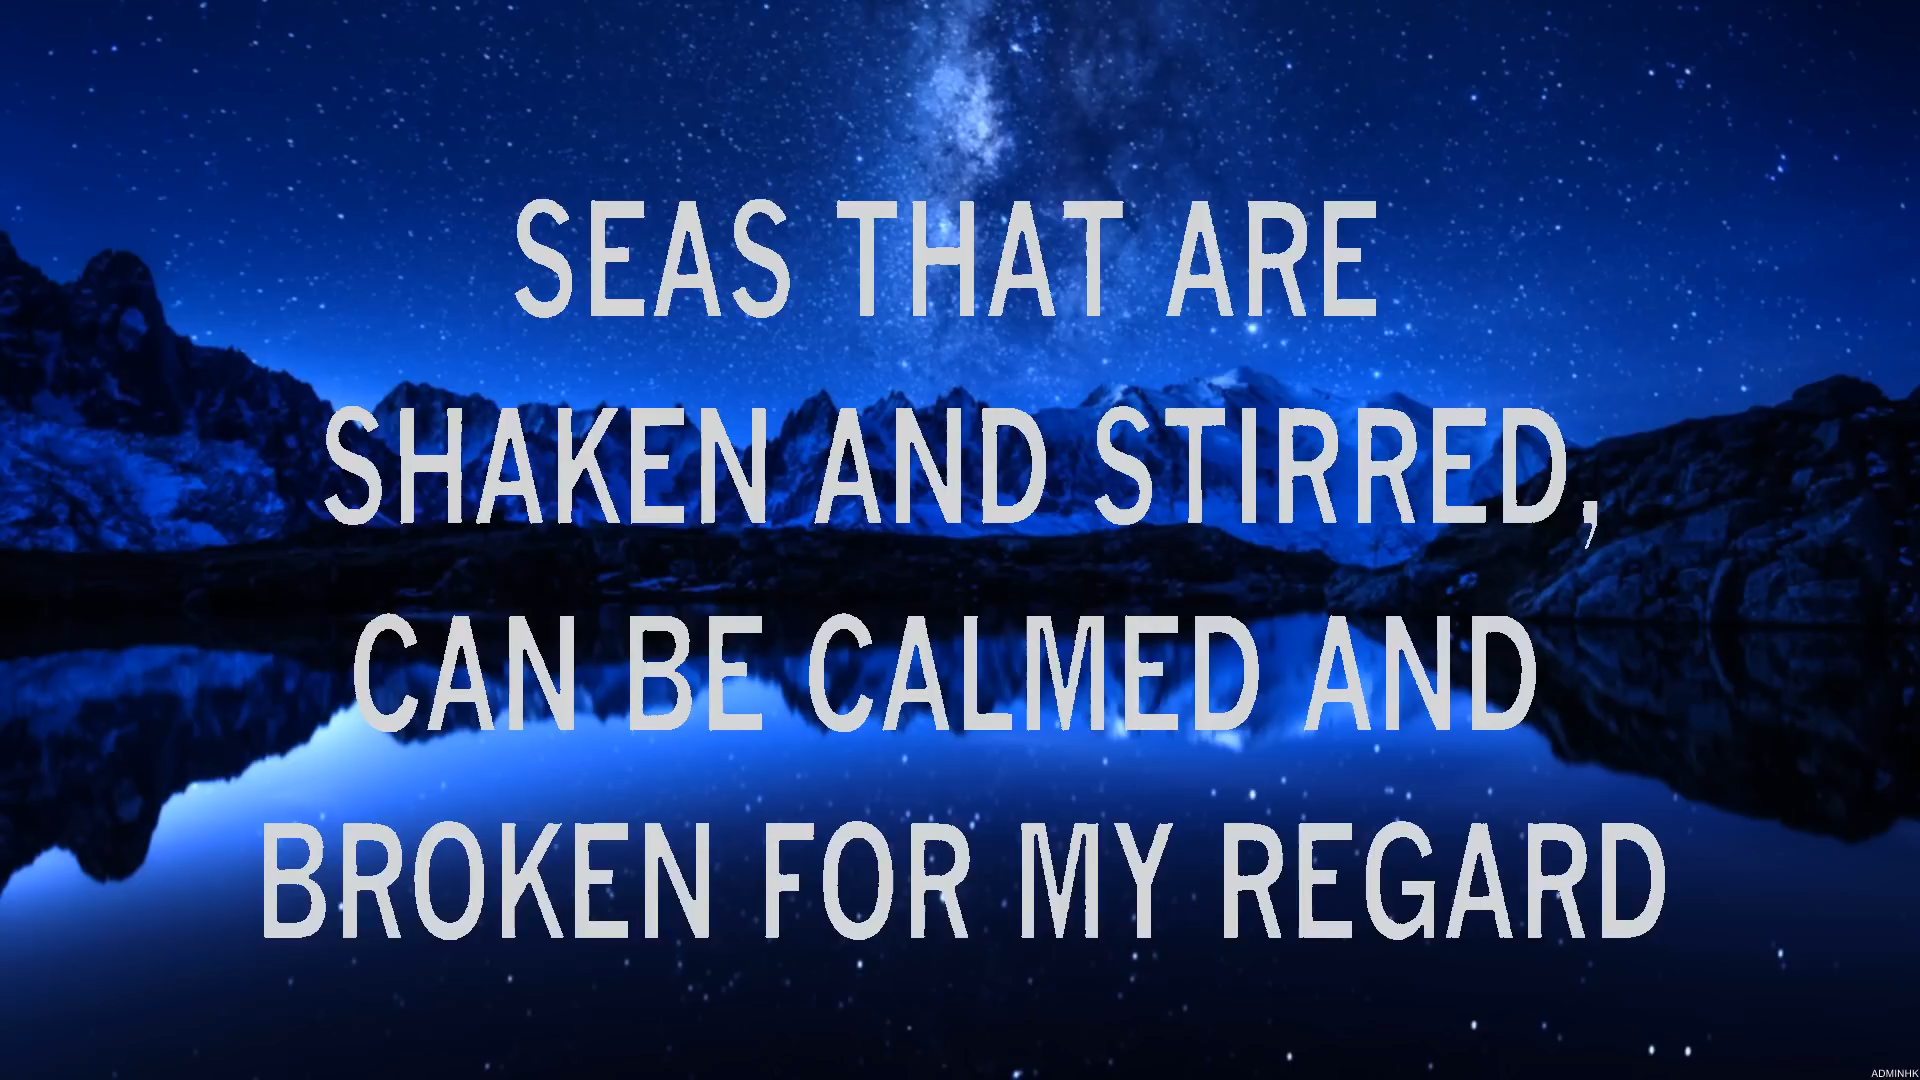 SEAS THAT ARE
SHAKEN AND STIRRED,
CAN BE CALMED AND
BROKEN FOR MY REGARD
ADMINHK